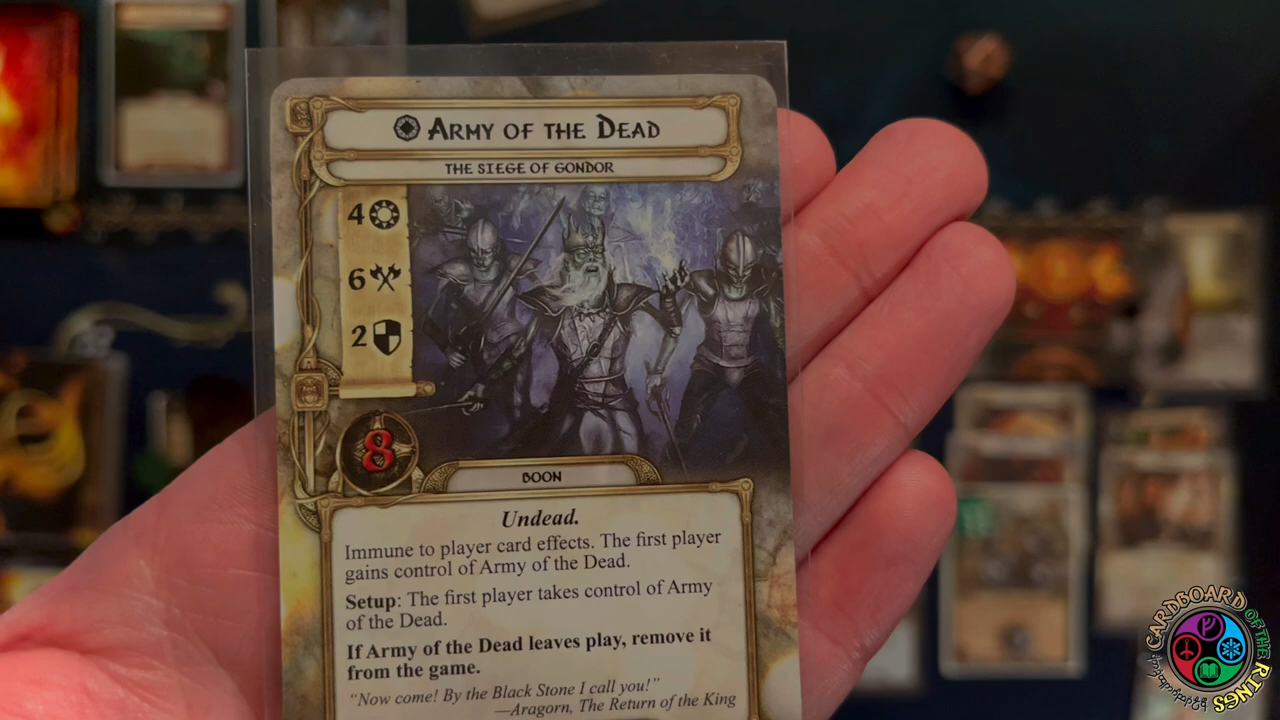 ARMY OF THE DEAD
THE SIEGE OF GONDOR
4
6
2
8
BOON
Undead.
Immune to player card effects. The first player
gains control of Army of the Dead.
Setup: The first player takes control of Army
of the Dead.
If Army of the Dead leaves play, remove it
from the game.
"Now come! By the Black Stone I call you!"
—Aragorn, The Return of the King
CARDBOARD OF THE RINGS